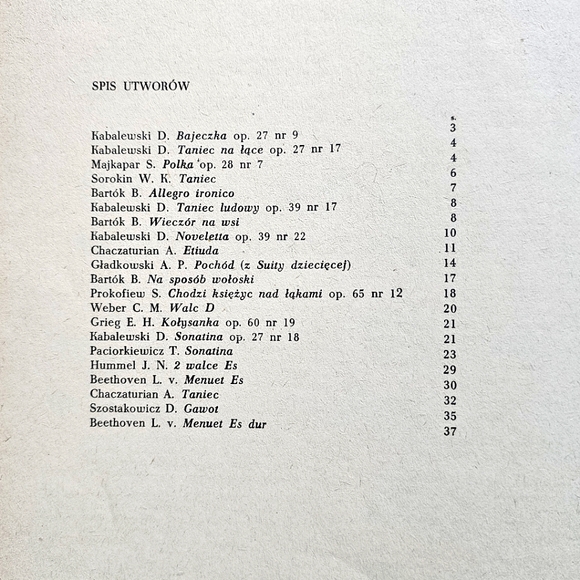 SPIS UTWORÓW
s.
Kabalewski D. Bajeczka op. 27 nr 9 3
Kabalewski D. Taniec na łące op. 27 nr 17 4
Majkapar S. Polka op. 28 nr 7 4
Sorokin W. K. Taniec 6
Bartók B. Allegro ironico 7
Kabalewski D. Taniec ludowy op. 39 nr 17 8
Bartók B. Wieczór na wsi 8
Kabalewski D. Noveletta op. 39 nr 22 10
Chaczaturian A. Etiuda 11
Gładkowski A. P. Pochód (z Suity dziecięcej) 14
Bartók B. Na sposób wołoski 17
Prokofiew S. Chodzi księżyc nad łąkami op. 65 nr 12 18
Weber C. M. Walc D 20
Grieg E. H. Kołysanka op. 60 nr 19 21
Kabalewski D. Sonatina op. 27 nr 18 21
Paciorkiewicz T. Sonatina 23
Hummel J. N. 2 walce Es 29
Beethoven L. v. Menuet Es 30
Chaczaturian A. Taniec 32
Szostakowicz D. Gawot 35
Beethoven L. v. Menuet Es dur 37